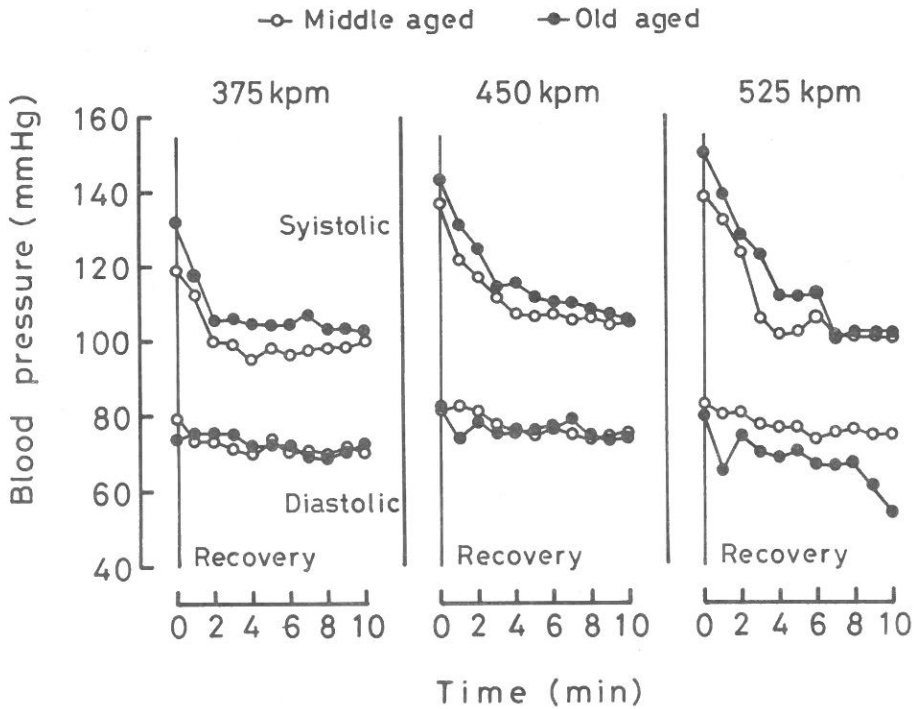 Middle aged Old aged
375 kpm 450 kpm 525 kpm
Blood pressure (mmHg)
160
140
120
100
80
60
40
Syistolic
Diastolic
Recovery Recovery Recovery
0 2 4 6 8 10 0 2 4 6 8 10 0 2 4 6 8 10
Time (min)